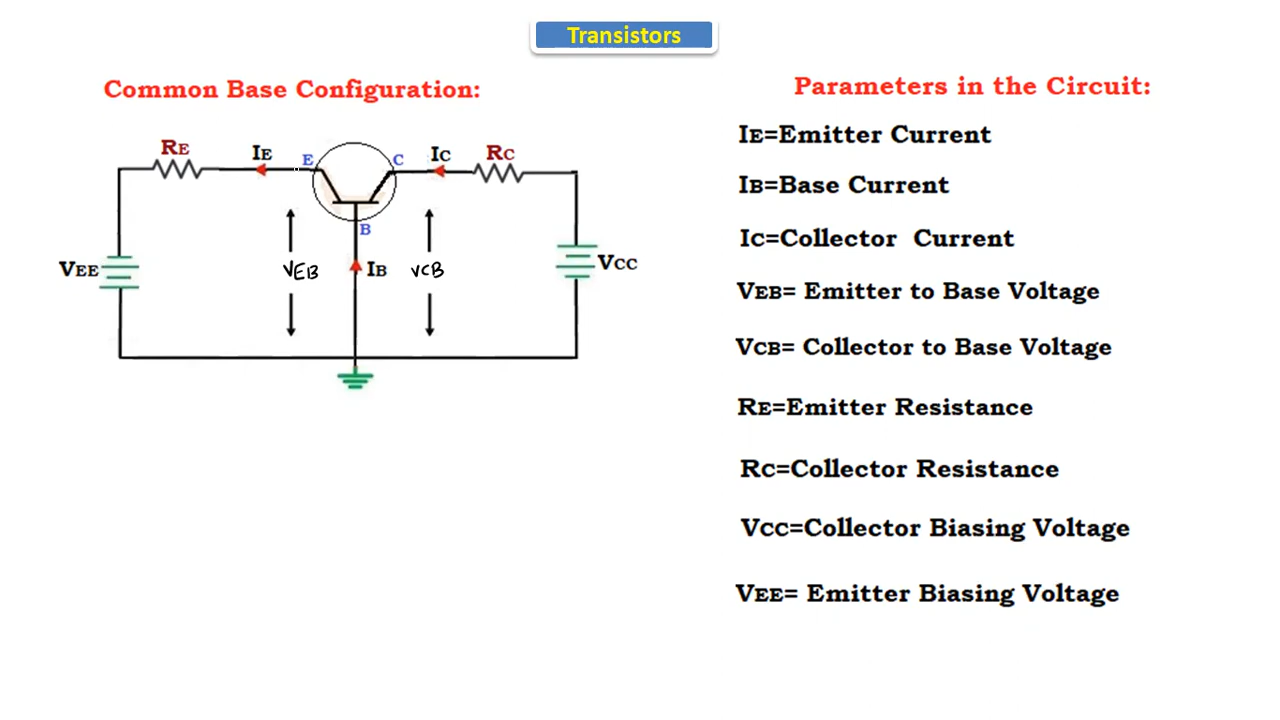 Transistors
Common Base Configuration:
RE
IE
E
C
IC
RC
B
VEE
VEB
IB
VCB
VCC
Parameters in the Circuit:
IE=Emitter Current
IB=Base Current
IC=Collector Current
VEB= Emitter to Base Voltage
VCB= Collector to Base Voltage
RE=Emitter Resistance
RC=Collector Resistance
VCC=Collector Biasing Voltage
VEE= Emitter Biasing Voltage